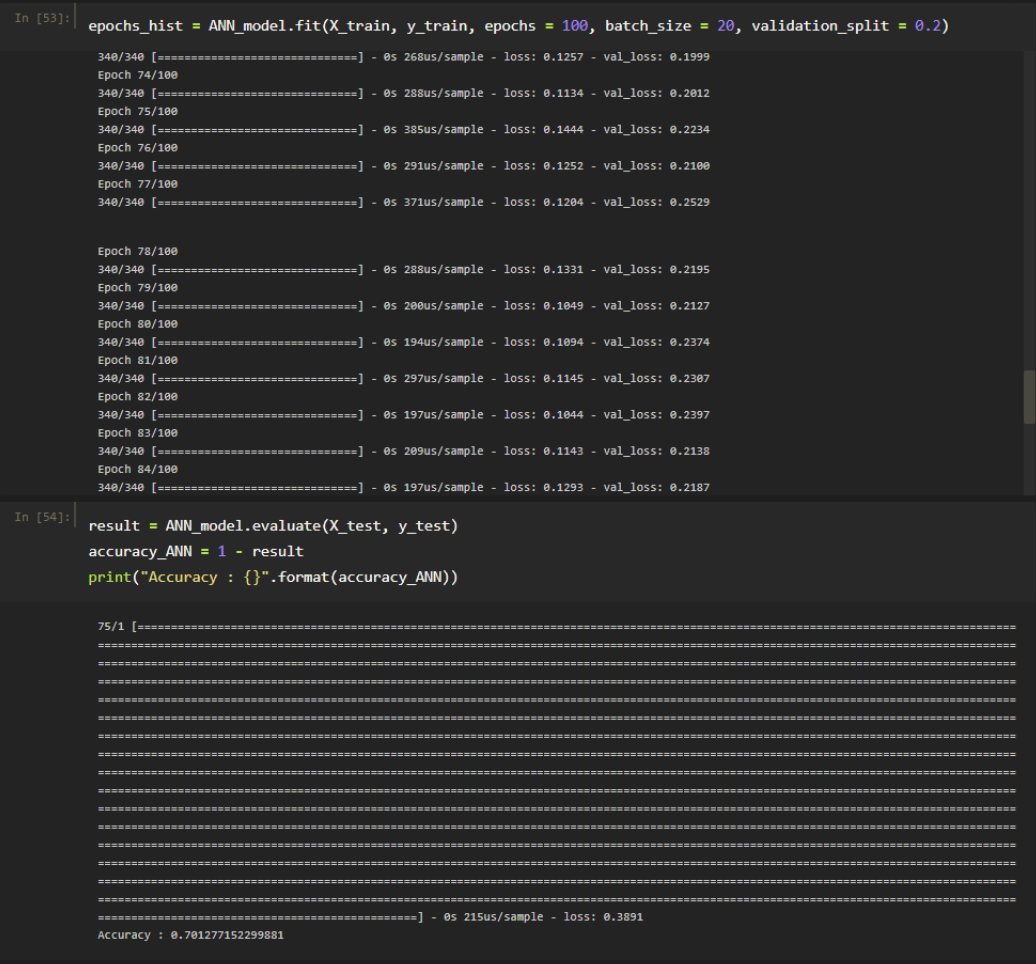 In [53]:
epochs_hist = ANN_model.fit(X_train, y_train, epochs = 100, batch_size = 20, validation_split = 0.2)
340/340 [==============================] - 0s 268us/sample - loss: 0.1257 - val_loss: 0.1999
Epoch 74/100
340/340 [==============================] - 0s 288us/sample - loss: 0.1134 - val_loss: 0.2012
Epoch 75/100
340/340 [==============================] - 0s 385us/sample - loss: 0.1444 - val_loss: 0.2234
Epoch 76/100
340/340 [==============================] - 0s 291us/sample - loss: 0.1252 - val_loss: 0.2100
Epoch 77/100
340/340 [==============================] - 0s 371us/sample - loss: 0.1204 - val_loss: 0.2529
Epoch 78/100
340/340 [==============================] - 0s 288us/sample - loss: 0.1331 - val_loss: 0.2195
Epoch 79/100
340/340 [==============================] - 0s 200us/sample - loss: 0.1049 - val_loss: 0.2127
Epoch 80/100
340/340 [==============================] - 0s 194us/sample - loss: 0.1094 - val_loss: 0.2374
Epoch 81/100
340/340 [==============================] - 0s 297us/sample - loss: 0.1145 - val_loss: 0.2307
Epoch 82/100
340/340 [==============================] - 0s 197us/sample - loss: 0.1044 - val_loss: 0.2397
Epoch 83/100
340/340 [==============================] - 0s 209us/sample - loss: 0.1143 - val_loss: 0.2138
Epoch 84/100
340/340 [==============================] - 0s 197us/sample - loss: 0.1293 - val_loss: 0.2187
In [54]:
result = ANN_model.evaluate(X_test, y_test)
accuracy_ANN = 1 - result
print("Accuracy : {}".format(accuracy_ANN))
75/1 [====================
================================================] - 0s 215us/sample - loss: 0.3891
Accuracy : 0.701277152299881